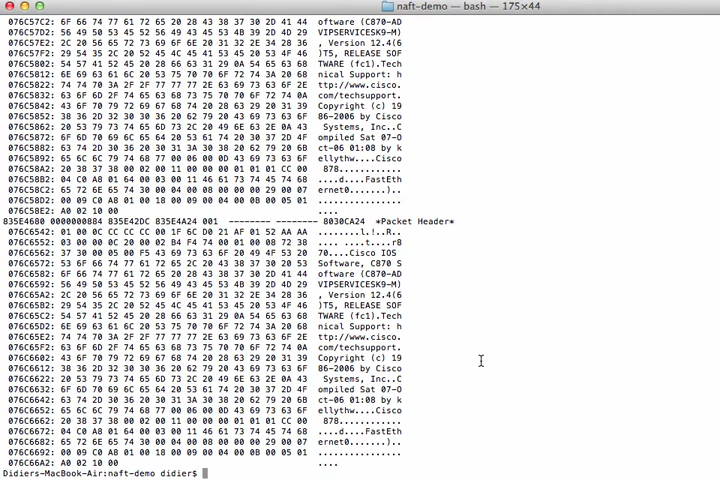 naft-demo — bash — 175×44
076C57C2: 6F 66 74 77 61 72 65 20 28 43 38 37 30 2D 41 44  oftware (C870-AD
076C57D2: 56 49 50 53 45 52 56 49 43 45 53 4B 39 2D 4D 29  VIPSERVICESK9-M)
076C57E2: 2C 20 56 65 72 73 69 6F 6E 20 31 32 2E 34 28 36  , Version 12.4(6
076C57F2: 29 54 35 2C 20 52 45 4C 45 41 53 45 20 53 4F 46  )T5, RELEASE SOF
076C5802: 54 57 41 52 45 20 28 66 63 31 29 0A 54 65 63 68  TWARE (fc1).Tech
076C5812: 6E 69 63 61 6C 20 53 75 70 70 6F 72 74 3A 20 68  nical Support: h
076C5822: 74 74 70 3A 2F 2F 77 77 77 2E 63 69 73 63 6F 2E  ttp://www.cisco.
076C5832: 63 6F 6D 2F 74 65 63 68 73 75 70 70 6F 72 74 0A  com/techsupport.
076C5842: 43 6F 70 79 72 69 67 68 74 20 28 63 29 20 31 39  Copyright (c) 19
076C5852: 38 36 2D 32 30 30 36 20 62 79 20 43 69 73 63 6F  86-2006 by Cisco
076C5862: 20 53 79 73 74 65 6D 73 2C 20 49 6E 63 2E 0A 43   Systems, Inc..C
076C5872: 6F 6D 70 69 6C 65 64 20 53 61 74 20 30 37 2D 4F  ompiled Sat 07-O
076C5882: 63 74 2D 30 36 20 30 31 3A 30 38 20 62 79 20 6B  ct-06 01:08 by k
076C5892: 65 6C 6C 79 74 68 77 00 06 00 0D 43 69 73 63 6F  ellythw....Cisco
076C58A2: 20 38 37 38 00 02 00 11 00 00 00 01 01 01 CC 00   878............
076C58B2: 04 C0 A8 01 64 00 03 00 11 46 61 73 74 45 74 68  ....d....FastEth
076C58C2: 65 72 6E 65 74 30 00 04 00 08 00 00 00 29 00 07  ernet0.......)..
076C58D2: 00 09 C0 A8 01 00 18 00 09 00 04 00 0B 00 05 01  ................
076C58E2: A0 02 10 00  ....
835E4680 0000000884 835E42DC 835E4A24 001  -------- -------- 8030CA24  *Packet Header*
076C6542: 01 00 0C CC CC CC 00 1F 6C D0 21 AF 01 52 AA AA  ........l.!..R..
076C6552: 03 00 00 0C 20 00 02 B4 F4 74 00 01 00 08 72 38  .... ....t....r8
076C6562: 37 30 00 05 00 F5 43 69 73 63 6F 20 49 4F 53 20  70....Cisco IOS
076C6572: 53 6F 66 74 77 61 72 65 2C 20 43 38 37 30 20 53  Software, C870 S
076C6582: 6F 66 74 77 61 72 65 20 28 43 38 37 30 2D 41 44  oftware (C870-AD
076C6592: 56 49 50 53 45 52 56 49 43 45 53 4B 39 2D 4D 29  VIPSERVICESK9-M)
076C65A2: 2C 20 56 65 72 73 69 6F 6E 20 31 32 2E 34 28 36  , Version 12.4(6
076C65B2: 29 54 35 2C 20 52 45 4C 45 41 53 45 20 53 4F 46  )T5, RELEASE SOF
076C65C2: 54 57 41 52 45 20 28 66 63 31 29 0A 54 65 63 68  TWARE (fc1).Tech
076C65D2: 6E 69 63 61 6C 20 53 75 70 70 6F 72 74 3A 20 68  nical Support: h
076C65E2: 74 74 70 3A 2F 2F 77 77 77 2E 63 69 73 63 6F 2E  ttp://www.cisco.
076C65F2: 63 6F 6D 2F 74 65 63 68 73 75 70 70 6F 72 74 0A  com/techsupport.
076C6602: 43 6F 70 79 72 69 67 68 74 20 28 63 29 20 31 39  Copyright (c) 19
076C6612: 38 36 2D 32 30 30 36 20 62 79 20 43 69 73 63 6F  86-2006 by Cisco
076C6622: 20 53 79 73 74 65 6D 73 2C 20 49 6E 63 2E 0A 43   Systems, Inc..C
076C6632: 6F 6D 70 69 6C 65 64 20 53 61 74 20 30 37 2D 4F  ompiled Sat 07-O
076C6642: 63 74 2D 30 36 20 30 31 3A 30 38 20 62 79 20 6B  ct-06 01:08 by k
076C6652: 65 6C 6C 79 74 68 77 00 06 00 0D 43 69 73 63 6F  ellythw....Cisco
076C6662: 20 38 37 38 00 02 00 11 00 00 00 01 01 01 CC 00   878............
076C6672: 04 C0 A8 01 64 00 03 00 11 46 61 73 74 45 74 68  ....d....FastEth
076C6682: 65 72 6E 65 74 30 00 04 00 08 00 00 00 29 00 07  ernet0.......)..
076C6692: 00 09 C0 A8 01 00 18 00 09 00 04 00 0B 00 05 01  ................
076C66A2: A0 02 10 00  ....
Didiers-MacBook-Air:naft-demo didier$